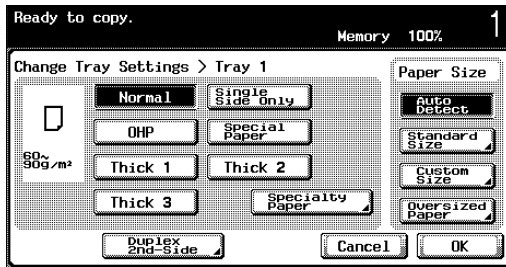 Ready to copy.
Memory 100% 1
Change Tray Settings > Tray 1
Paper Size
Normal
Single
Side Only
Auto
Detect
OHP
Special
Paper
Standard
Size
60~
90g/m²
Thick 1
Thick 2
Custom
Size
Thick 3
Specialty
Paper
Oversized
Paper
Duplex
2nd-Side
Cancel
OK